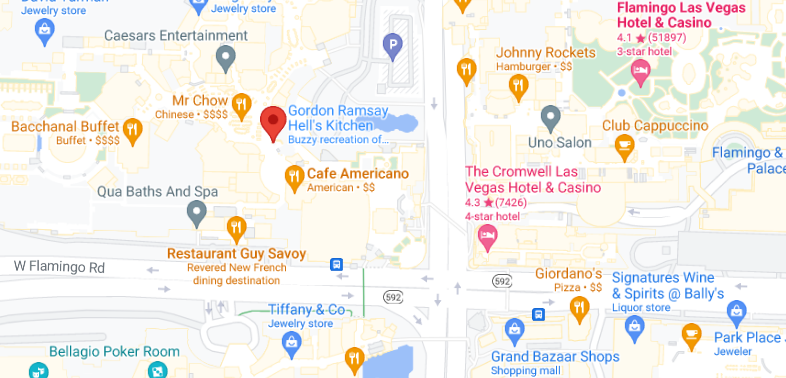 Jewelry store
Caesars Entertainment
Mr Chow
Chinese • $$$$
Bacchanal Buffet
Buffet • $$$$
Gordon Ramsay
Hell's Kitchen
Buzzy recreation of...
Cafe Americano
American • $$
Qua Baths And Spa
Restaurant Guy Savoy
Revered New French
dining destination
W Flamingo Rd
Tiffany & Co
Jewelry store
Bellagio Poker Room
P
Flamingo Las Vegas
Hotel & Casino
4.1 ★ (51897)
3-star hotel
Johnny Rockets
Hamburger • $$
Uno Salon
Club Cappuccino
Flamingo &
Palace
The Cromwell Las
Vegas Hotel & Casino
4.3 ★ (7426)
4-star hotel
592
592
Giordano's
Pizza • $$
Signatures Wine
& Spirits @ Bally's
Liquor store
Grand Bazaar Shops
Shopping mall
Park Place
Jeweler